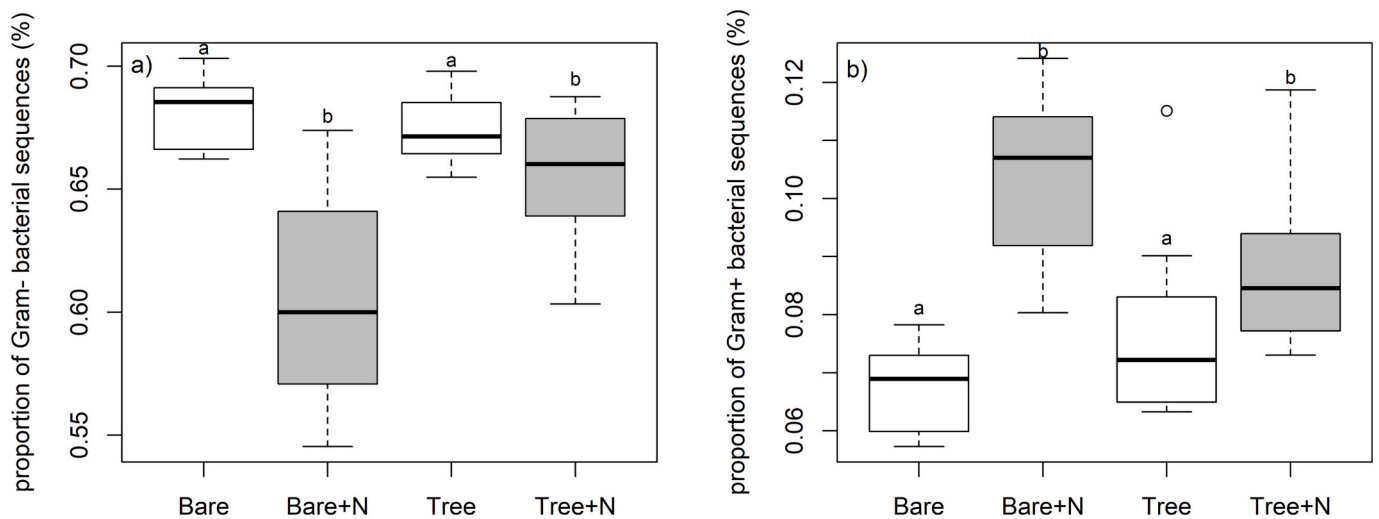 proportion of Gram- bacterial sequences (%)
a)
0.70
0.65
0.60
0.55
a
b
a
b
Bare
Bare+N
Tree
Tree+N
proportion of Gram+ bacterial sequences (%)
b)
0.12
0.10
0.08
0.06
a
b
a
b
Bare
Bare+N
Tree
Tree+N